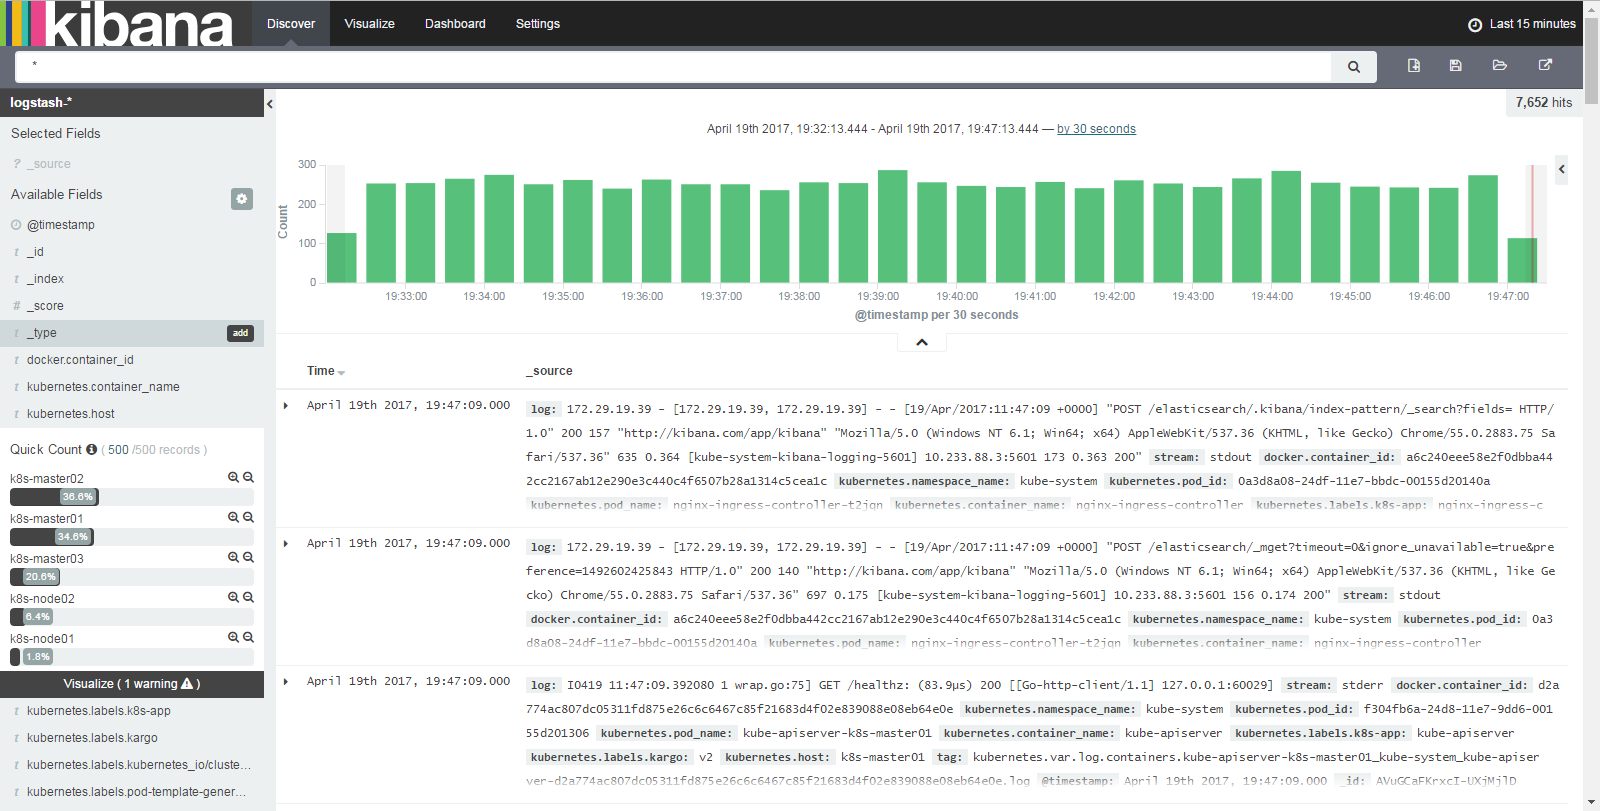 kibana
Discover
Visualize
Dashboard
Settings
Last 15 minutes
*
logstash-*
7,652 hits
Selected Fields
? _source
Available Fields
@timestamp
t _id
t _index
# _score
t _type add
t docker.container_id
t kubernetes.container_name
t kubernetes.host
Quick Count ( 500 /500 records )
k8s-master02
36.6%
k8s-master01
34.6%
k8s-master03
20.6%
k8s-node02
6.4%
k8s-node01
1.8%
Visualize ( 1 warning )
t kubernetes.labels.k8s-app
t kubernetes.labels.kargo
t kubernetes.labels.kubernetes_io/cluste...
t kubernetes.labels.pod-template-gener...
April 19th 2017, 19:32:13.444 - April 19th 2017, 19:47:13.444 — by 30 seconds
Count
300
200
100
0
19:33:00 19:34:00 19:35:00 19:36:00 19:37:00 19:38:00 19:39:00 19:40:00 19:41:00 19:42:00 19:43:00 19:44:00 19:45:00 19:46:00 19:47:00
@timestamp per 30 seconds
Time _source
April 19th 2017, 19:47:09.000
log: 172.29.19.39 - [172.29.19.39, 172.29.19.39] - - [19/Apr/2017:11:47:09 +0000] "POST /elasticsearch/.kibana/index-pattern/_search?fields= HTTP/
1.0" 200 157 "http://kibana.com/app/kibana" "Mozilla/5.0 (Windows NT 6.1; Win64; x64) AppleWebKit/537.36 (KHTML, like Gecko) Chrome/55.0.2883.75 Sa
fari/537.36" 635 0.364 [kube-system-kibana-logging-5601] 10.233.88.3:5601 173 0.363 200" stream: stdout docker.container_id: a6c240eee58e2f0dbba44
2cc2167ab12e290e3c440c4f6507b28a1314c5cea1c kubernetes.namespace_name: kube-system kubernetes.pod_id: 0a3d8a08-24df-11e7-bbdc-00155d20140a
kubernetes.pod_name: nginx-ingress-controller-t2jqn kubernetes.container_name: nginx-ingress-controller kubernetes.labels.k8s-app: nginx-ingress-c
April 19th 2017, 19:47:09.000
log: 172.29.19.39 - [172.29.19.39, 172.29.19.39] - - [19/Apr/2017:11:47:09 +0000] "POST /elasticsearch/_mget?timeout=0&ignore_unavailable=true&pre
ference=1492602425843 HTTP/1.0" 200 140 "http://kibana.com/app/kibana" "Mozilla/5.0 (Windows NT 6.1; Win64; x64) AppleWebKit/537.36 (KHTML, like Ge
cko) Chrome/55.0.2883.75 Safari/537.36" 697 0.175 [kube-system-kibana-logging-5601] 10.233.88.3:5601 156 0.174 200" stream: stdout
docker.container_id: a6c240eee58e2f0dbba442cc2167ab12e290e3c440c4f6507b28a1314c5cea1c kubernetes.namespace_name: kube-system kubernetes.pod_id: 0a3
d8a08-24df-11e7-bbdc-00155d20140a kubernetes.pod_name: nginx-ingress-controller-t2jqn kubernetes.container_name: nginx-ingress-controller
April 19th 2017, 19:47:09.000
log: I0419 11:47:09.392080 1 wrap.go:75] GET /healthz: (83.9µs) 200 [[Go-http-client/1.1] 127.0.0.1:60029] stream: stderr docker.container_id: d2a
774ac807dc05311fd875e26c6c6467c85f21683d4f02e839088e08eb64e0e kubernetes.namespace_name: kube-system kubernetes.pod_id: f304fb6a-24d8-11e7-9dd6-001
55d201306 kubernetes.pod_name: kube-apiserver-k8s-master01 kubernetes.container_name: kube-apiserver kubernetes.labels.k8s-app: kube-apiserver
kubernetes.labels.kargo: v2 kubernetes.host: k8s-master01 tag: kubernetes.var.log.containers.kube-apiserver-k8s-master01_kube-system_kube-apiser
ver-d2a774ac807dc05311fd875e26c6c6467c85f21683d4f02e839088e08eb64e0e.log @timestamp: April 19th 2017, 19:47:09.000 _id: AVuGCaFKrxcI-UXjMjlD